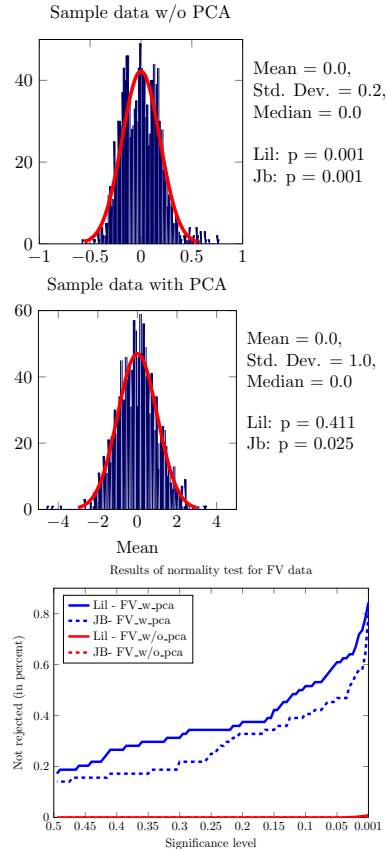 Sample data w/o PCA
40
20
0
−1
−0.5
0
0.5
1
Mean = 0.0,
Std. Dev. = 0.2,
Median = 0.0
Lil: p = 0.001
Jb: p = 0.001
Sample data with PCA
60
40
20
0
−4
−2
0
2
4
Mean
Mean = 0.0,
Std. Dev. = 1.0,
Median = 0.0
Lil: p = 0.411
Jb: p = 0.025
Results of normality test for FV data
Lil - FV_w_pca
JB- FV_w_pca
Lil - FV_w/o_pca
JB- FV_w/o_pca
Not rejected (in percent)
0.8
0.6
0.4
0.2
0
0.5
0.45
0.4
0.35
0.3
0.25
0.2
0.15
0.1
0.05
0.001
Significance level